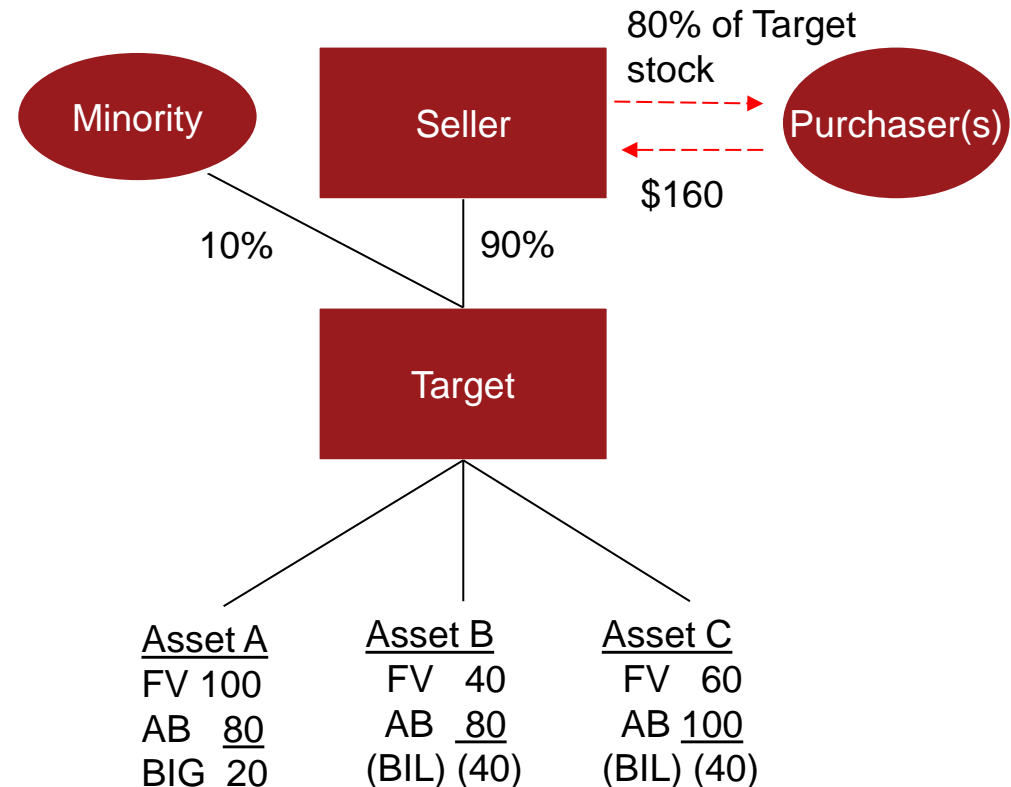 80% of Target
stock
Minority
Seller
Purchaser(s)
$160
10%
90%
Target
Asset A
FV 100
AB 80
BIG 20
Asset B
FV 40
AB 80
(BIL) (40)
Asset C
FV 60
AB 100
(BIL) (40)